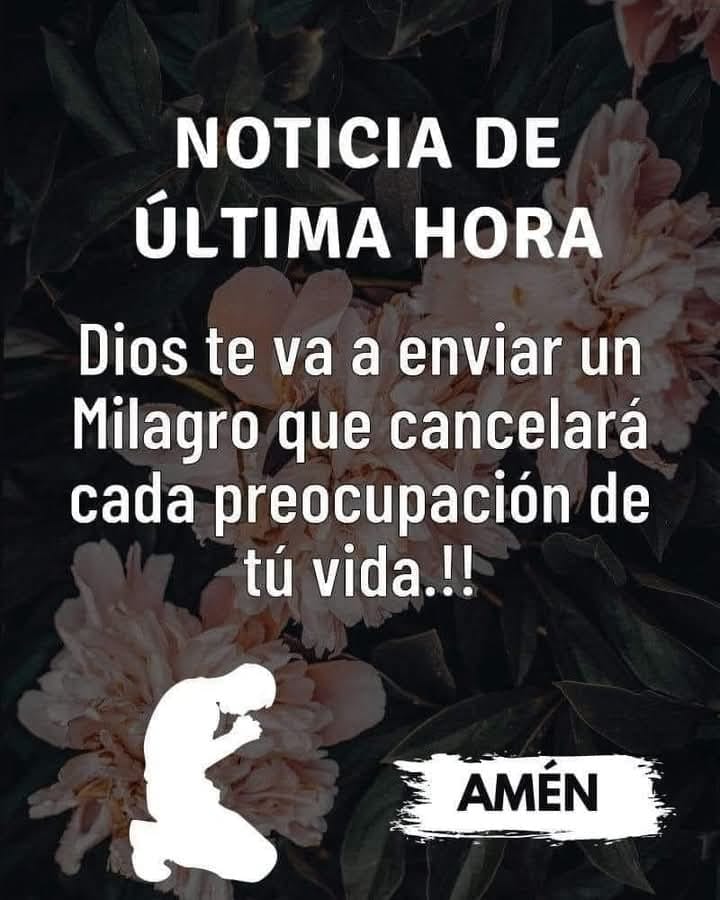 NOTICIA DE
ÚLTIMA HORA
Dios te va a enviar un
Milagro que cancelará
cada preocupación de
tú vida.!!
AMÉN